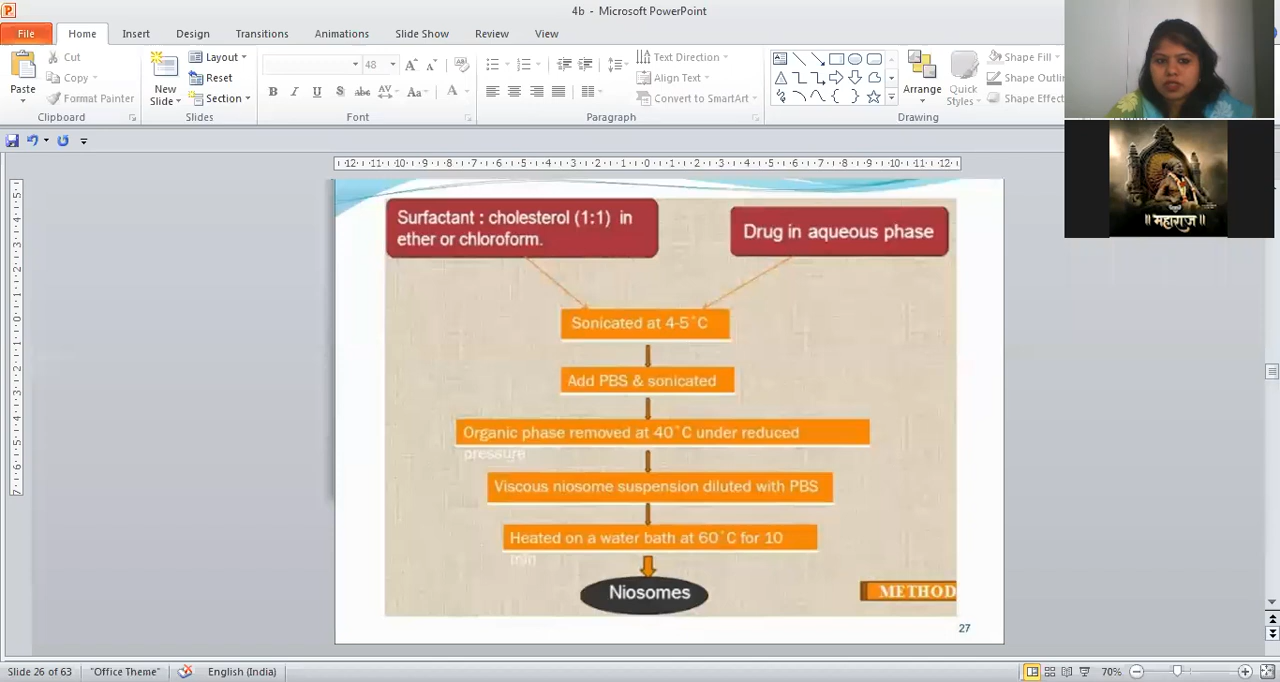 4b - Microsoft PowerPoint
File Home Insert Design Transitions Animations Slide Show Review View
Cut
Copy
Format Painter
Paste
Clipboard
New
Slide
Layout
Reset
Section
Slides
48
Font
Paragraph
Text Direction
Align Text
Convert to SmartArt
Arrange
Quick
Styles
Drawing
Shape Fill
Shape Outlin
Shape Effect
Surfactant : cholesterol (1:1) in
ether or chloroform.
Drug in aqueous phase
Sonicated at 4-5˚C
Add PBS & sonicated
Organic phase removed at 40˚C under reduced
pressure
Viscous niosome suspension diluted with PBS
Heated on a water bath at 60˚C for 10
min
Niosomes
METHOD
27
॥ महाराज ॥
Slide 26 of 63 "Office Theme" English (India) 70%